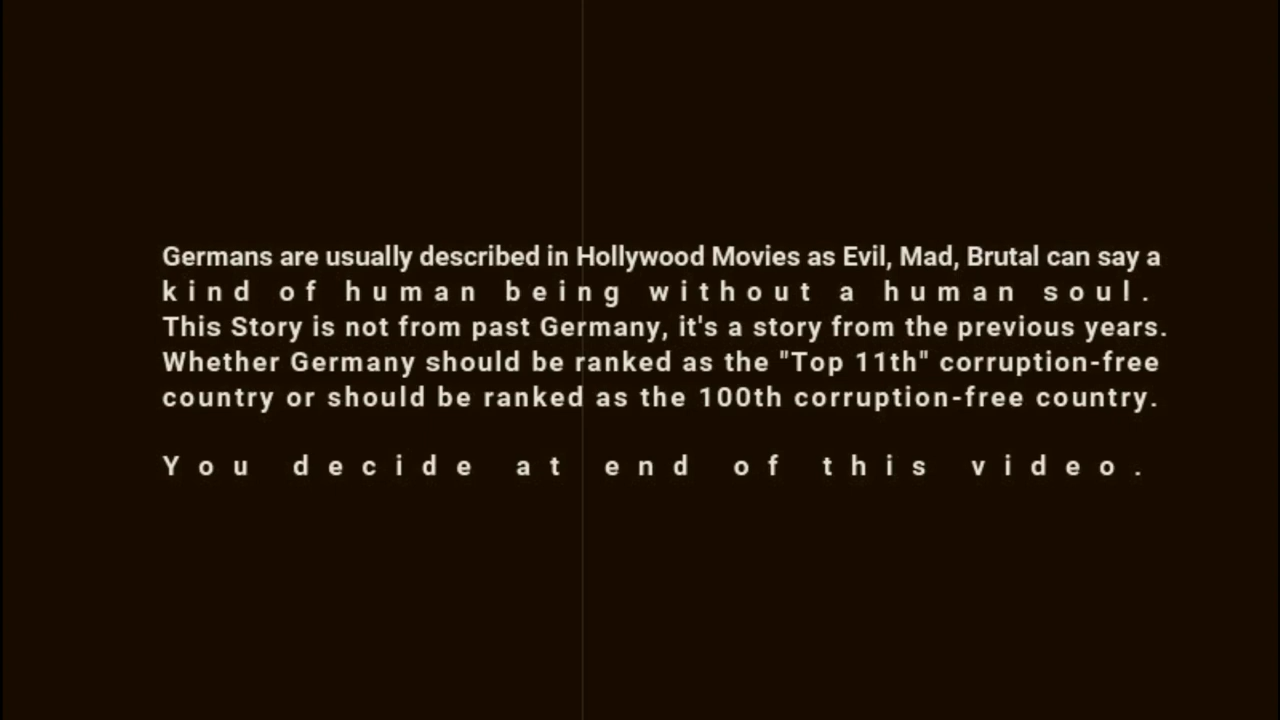 Germans are usually described in Hollywood Movies as Evil, Mad, Brutal can say a
kind of human being without a human soul.
This Story is not from past Germany, it's a story from the previous years.
Whether Germany should be ranked as the "Top 11th" corruption-free
country or should be ranked as the 100th corruption-free country.
You decide at end of this video.